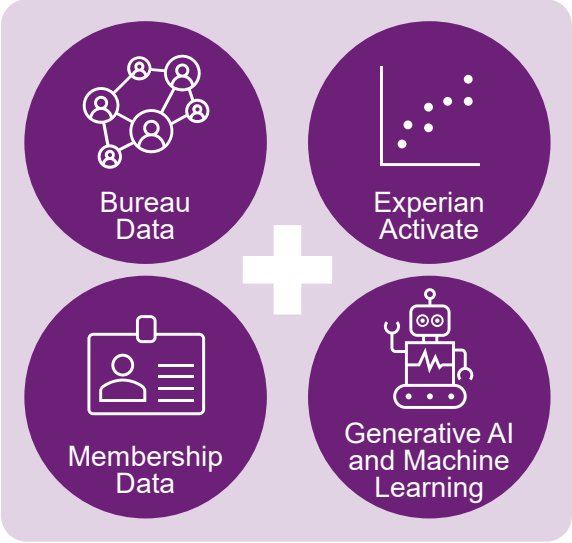 Bureau
Data
Experian
Activate
Membership
Data
Generative AI
and Machine
Learning